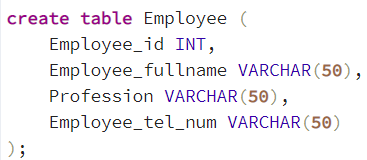 create table Employee (
    Employee_id INT,
    Employee_fullname VARCHAR(50),
    Profession VARCHAR(50),
    Employee_tel_num VARCHAR(50)
);